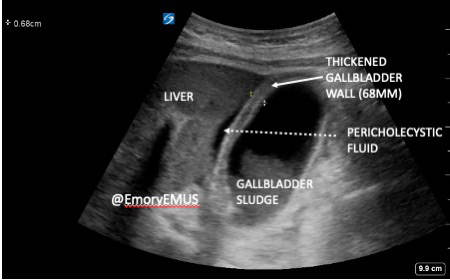 0.68cm
THICKENED
GALLBLADDER
WALL (68MM)
LIVER
PERICHOLECYSTIC
FLUID
GALLBLADDER
SLUDGE
@EmoryEMUS
9.9 cm